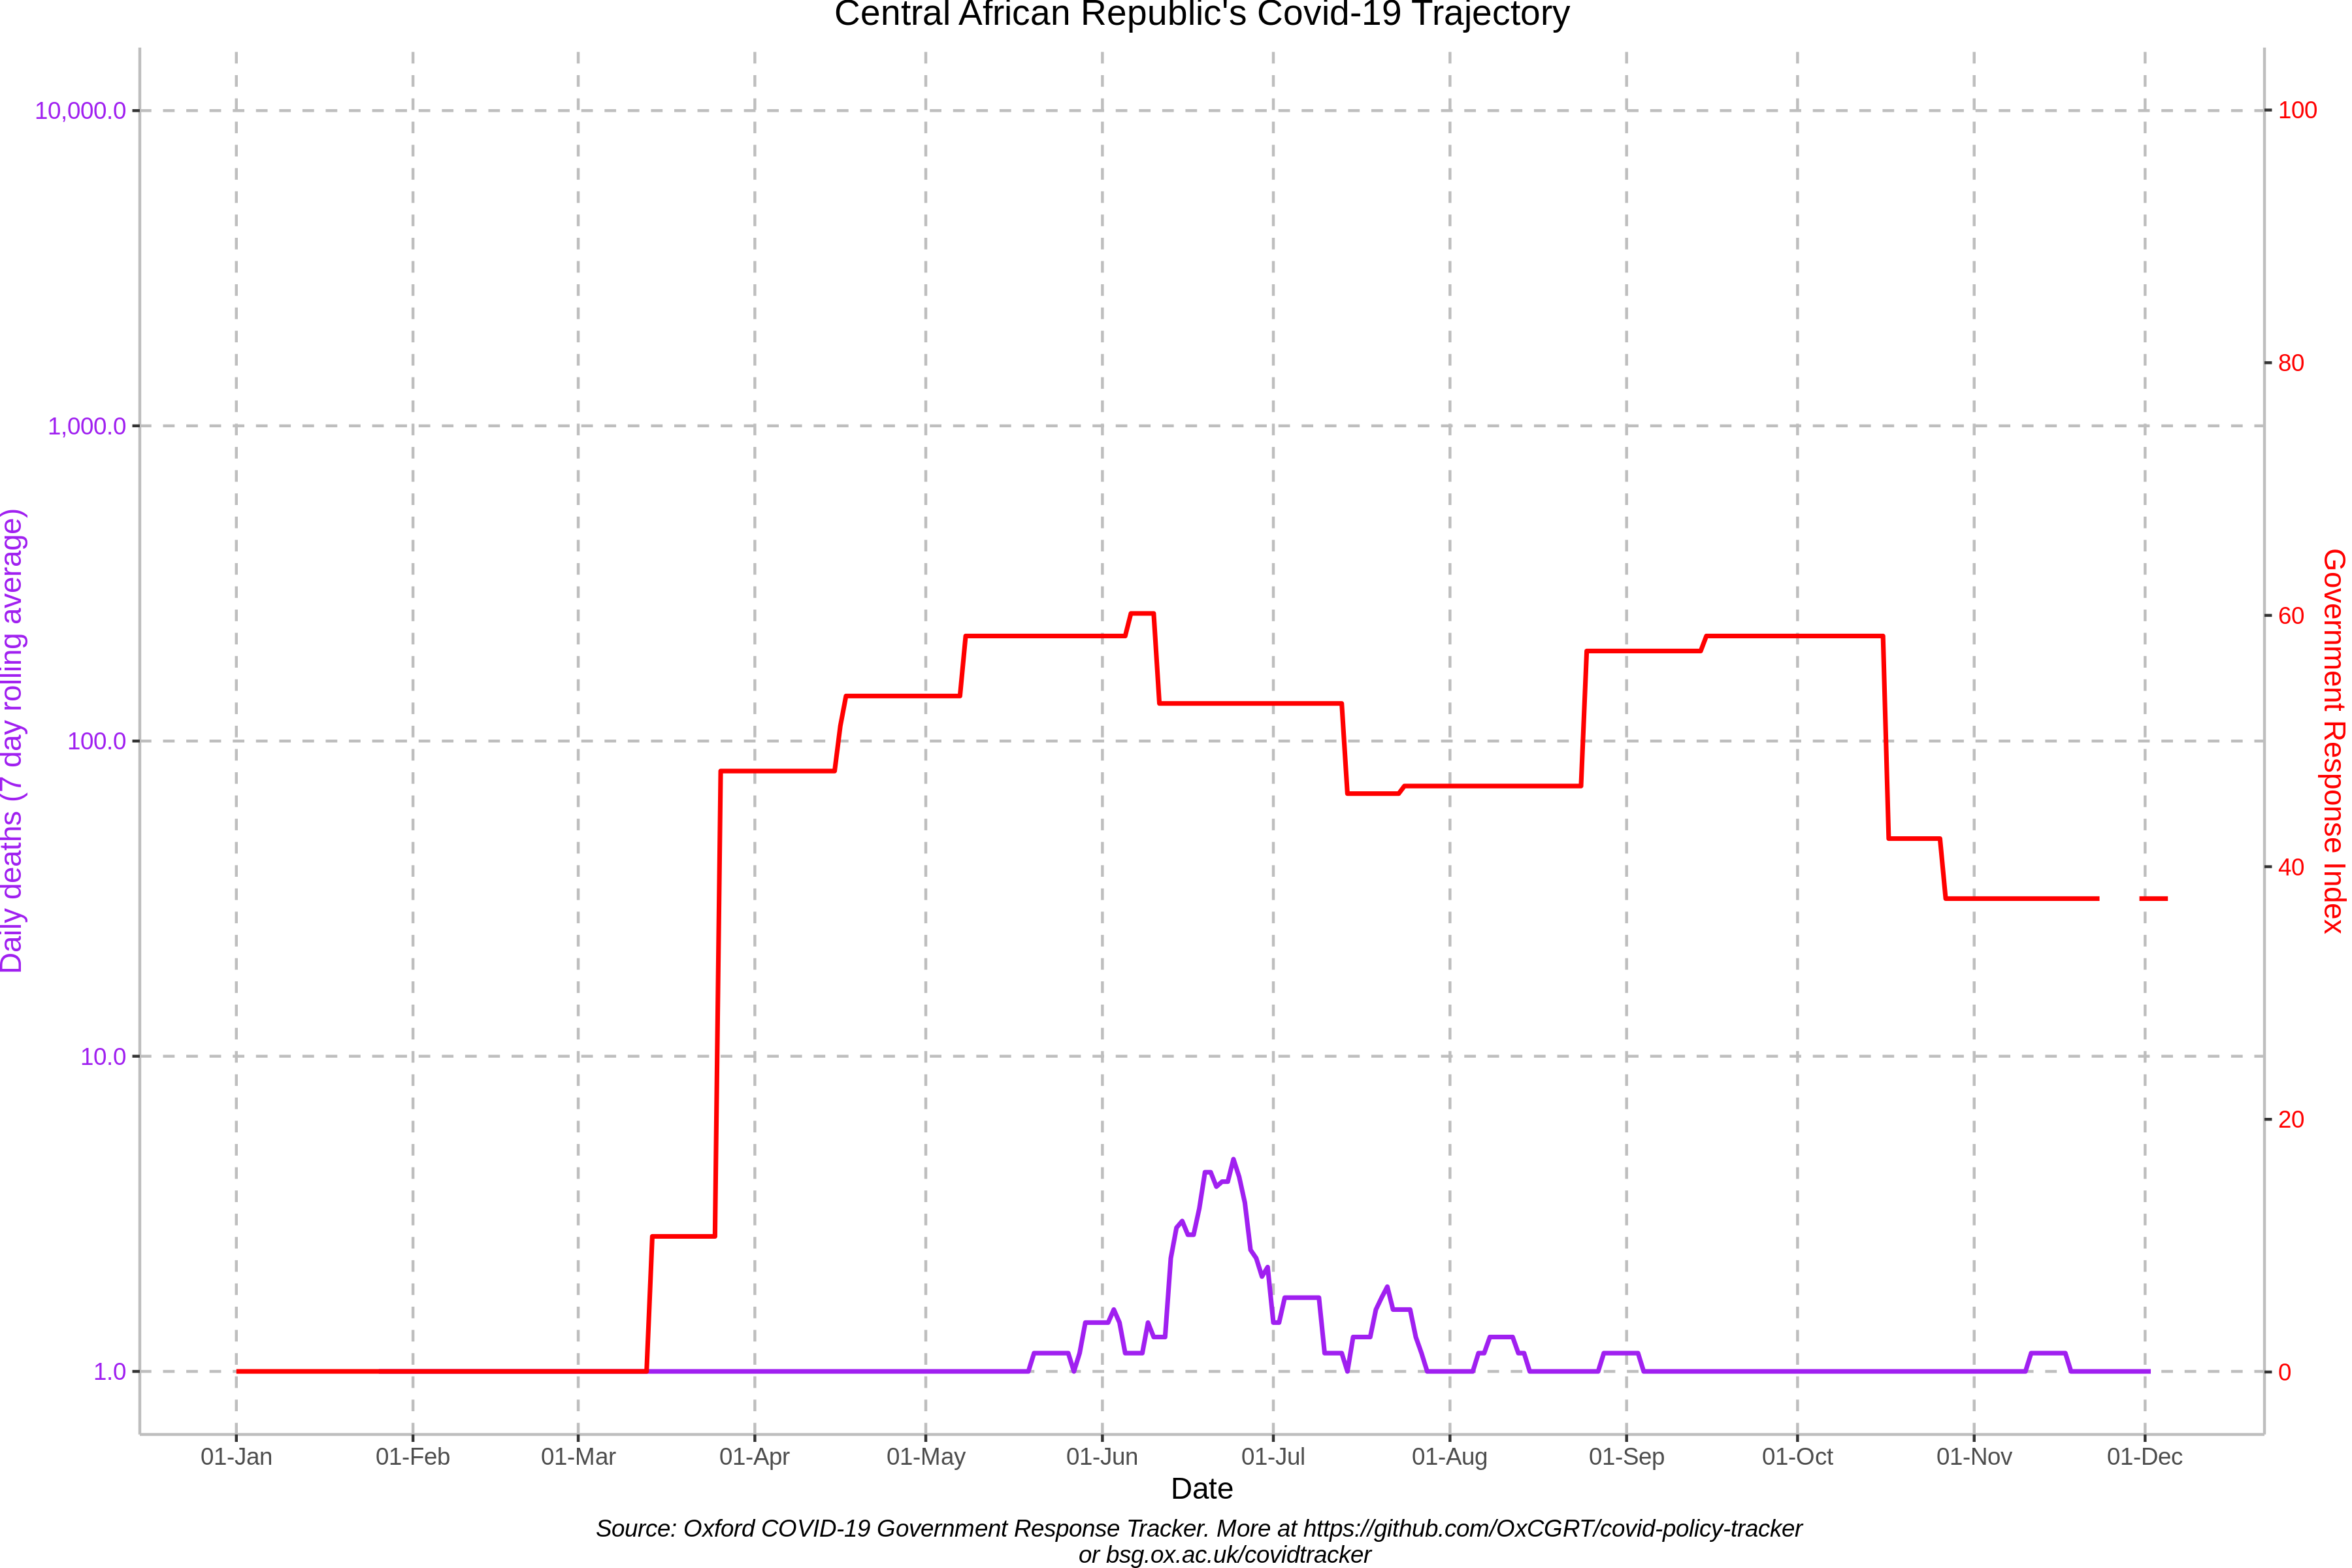 Central African Republic's Covid-19 Trajectory
10,000.0
1,000.0
100.0
10.0
1.0
Daily deaths (7 day rolling average)
100
80
60
40
20
0
Government Response Index
01-Jan 01-Feb 01-Mar 01-Apr 01-May 01-Jun 01-Jul 01-Aug 01-Sep 01-Oct 01-Nov 01-Dec
Date
Source: Oxford COVID-19 Government Response Tracker. More at https://github.com/OxCGRT/covid-policy-tracker
or bsg.ox.ac.uk/covidtracker